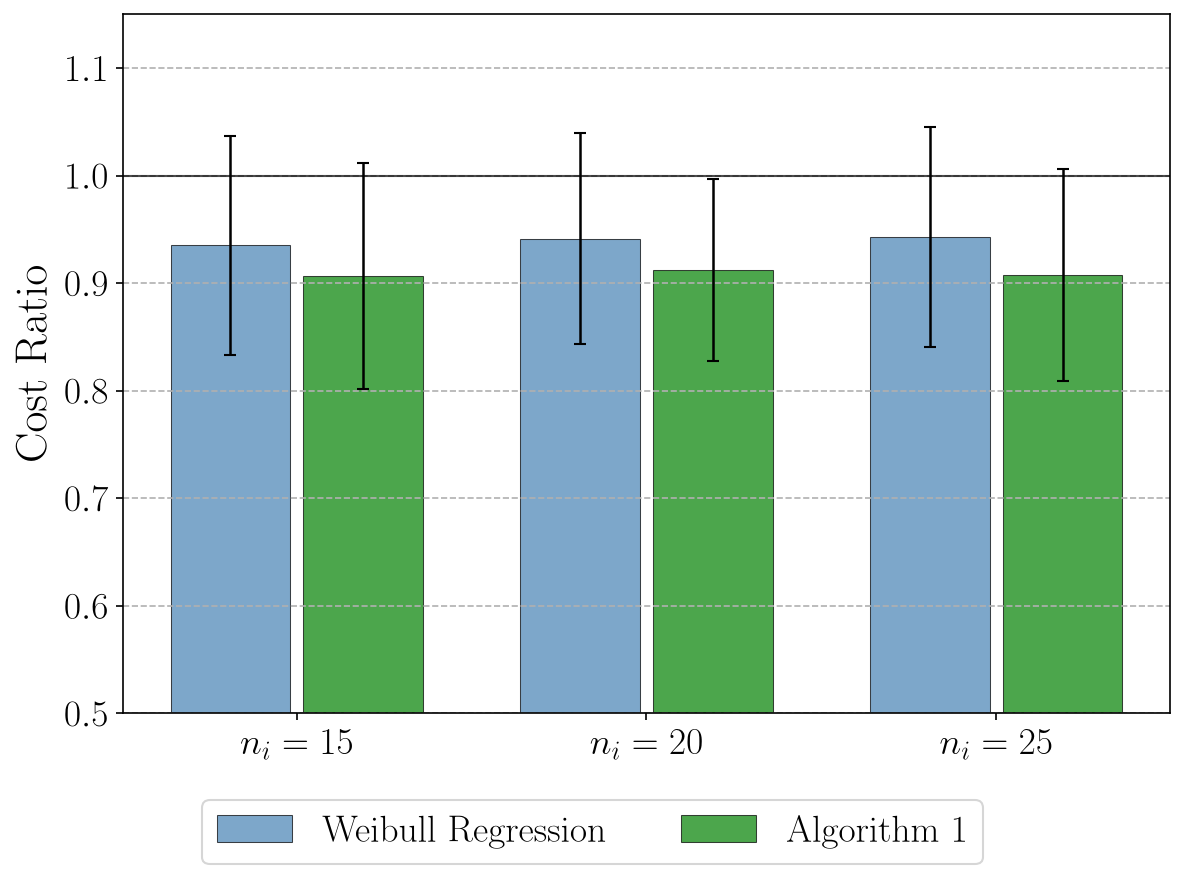 Cost Ratio
1.1
1.0
0.9
0.8
0.7
0.6
0.5
n_i = 15
n_i = 20
n_i = 25
Weibull Regression
Algorithm 1